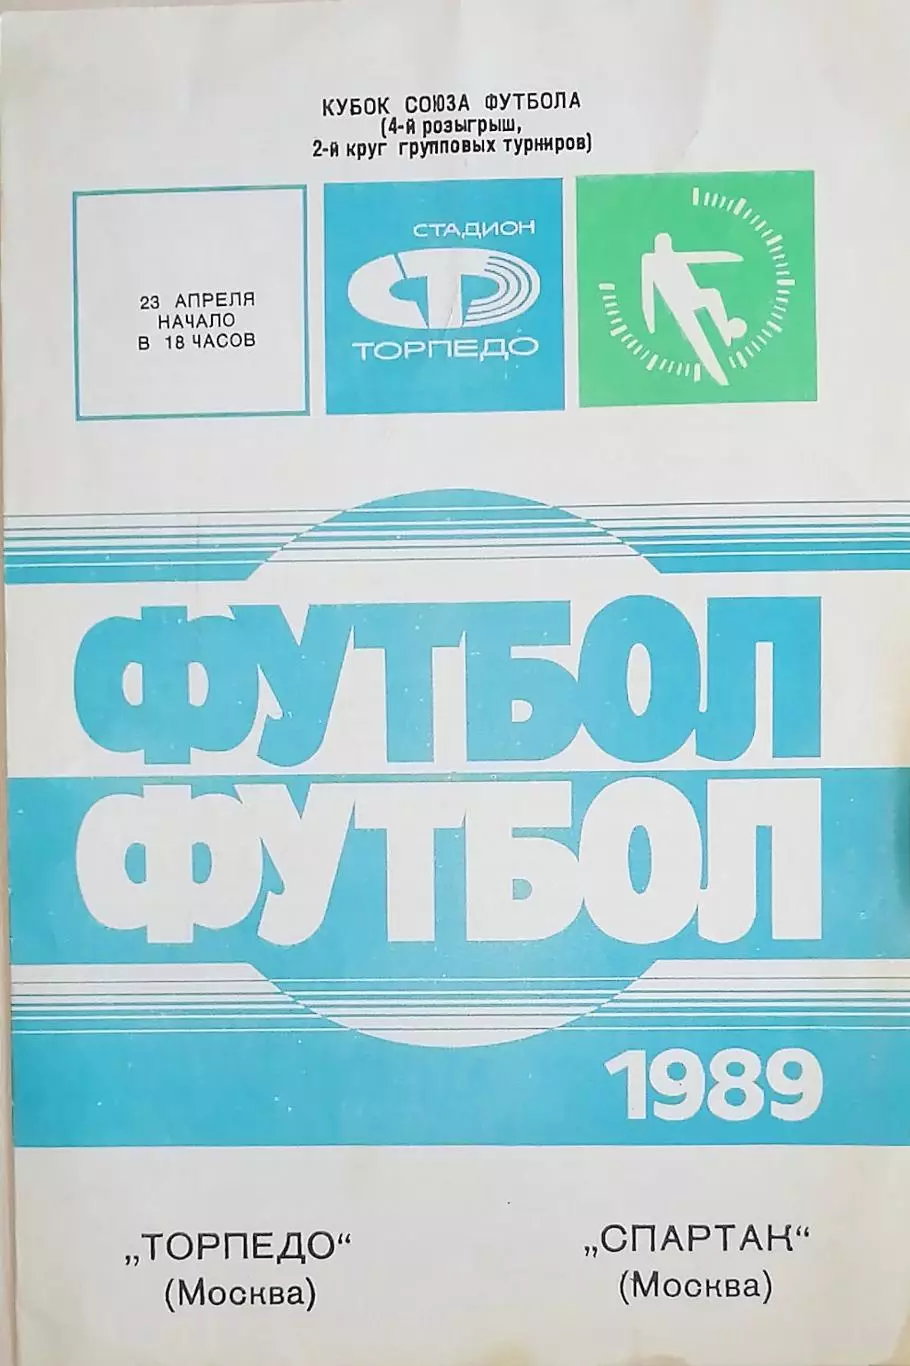 КУБОК СОЮЗА ФУТБОЛА
(4-й розыгрыш,
2-й круг групповых турниров)
23 АПРЕЛЯ
НАЧАЛО
В 18 ЧАСОВ
СТАДИОН
ТОРПЕДО
ФУТБОЛ
ФУТБОЛ
1989
„ТОРПЕДО“
(Москва)
„СПАРТАК“
(Москва)